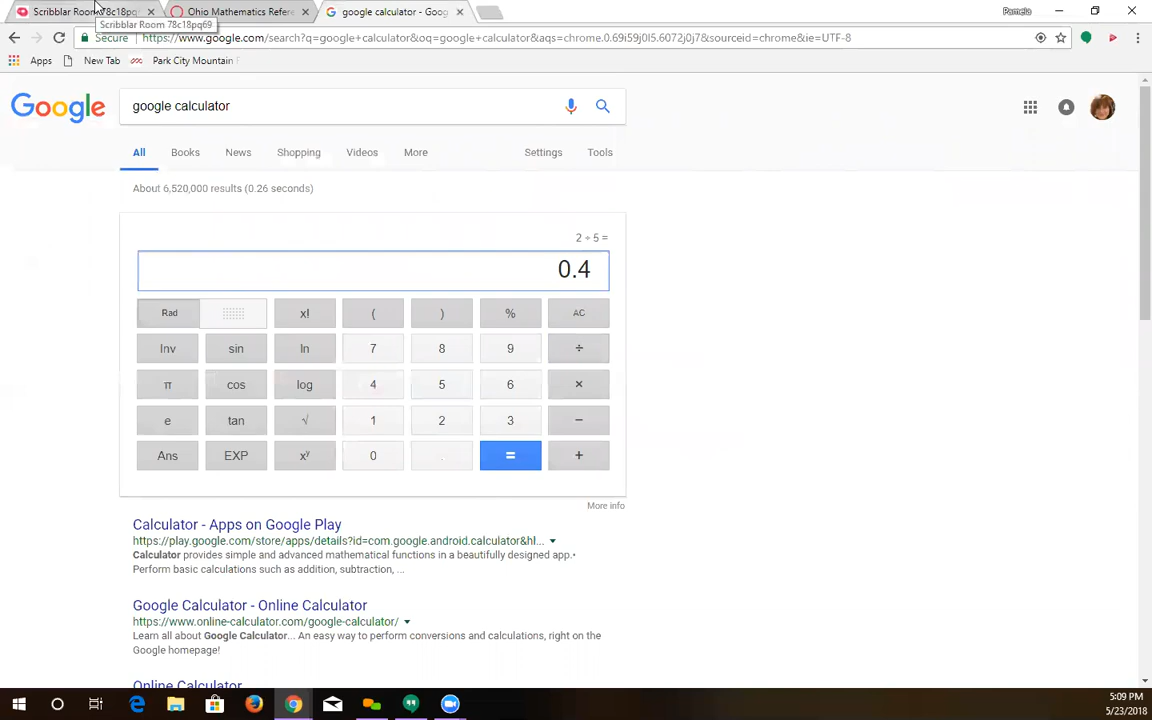 Scribblar Room 78c18pq
Ohio Mathematics Refere
google calculator - Goog
Pamela
Scribblar Room 78c18pq69
Secure
https://www.google.com/search?q=google+calculator&oq=google+calculator&aqs=chrome.0.69i59j0l5.6072j0j7&sourceid=chrome&ie=UTF-8
Apps
New Tab
Park City Mountain
Google
google calculator
All
Books
News
Shopping
Videos
More
Settings
Tools
About 6,520,000 results (0.26 seconds)
2 ÷ 5 =
0.4
Rad
x!
(
)
%
AC
Inv
sin
ln
7
8
9
÷
π
cos
log
4
5
6
×
e
tan
√
1
2
3
−
Ans
EXP
xʸ
0
.
=
+
More info
Calculator - Apps on Google Play
https://play.google.com/store/apps/details?id=com.google.android.calculator&hl...
Calculator provides simple and advanced mathematical functions in a beautifully designed app.•
Perform basic calculations such as addition, subtraction, ...
Google Calculator - Online Calculator
https://www.online-calculator.com/google-calculator/
Learn all about Google Calculator... An easy way to perform conversions and calculations, right on the
Google homepage!
Online Calculator
5:09 PM
5/23/2018